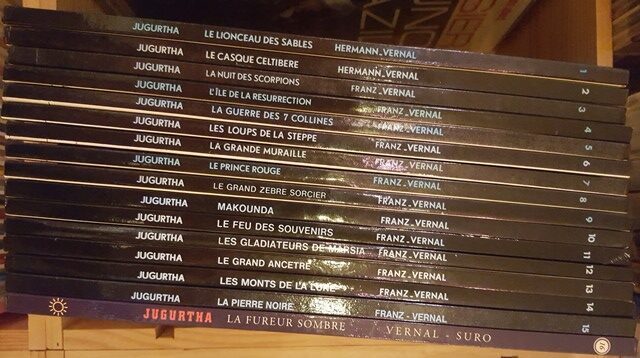 JUGURTHA LE LIONCEAU DES SABLES HERMANN_VERNAL 1
JUGURTHA LE CASQUE CELTIBERE HERMANN_VERNAL 2
JUGURTHA LA NUIT DES SCORPIONS FRANZ_VERNAL 3
JUGURTHA L'ÎLE DE LA RESURRECTION FRANZ_VERNAL 4
JUGURTHA LA GUERRE DES 7 COLLINES FRANZ_VERNAL 5
JUGURTHA LES LOUPS DE LA STEPPE FRANZ_VERNAL 6
JUGURTHA LA GRANDE MURAILLE FRANZ_VERNAL 7
JUGURTHA LE PRINCE ROUGE FRANZ_VERNAL 8
JUGURTHA LE GRAND ZEBRE SORCIER FRANZ_VERNAL 9
JUGURTHA MAKOUNDA FRANZ_VERNAL 10
JUGURTHA LE FEU DES SOUVENIRS FRANZ_VERNAL 11
JUGURTHA LES GLADIATEURS DE MARSIA FRANZ_VERNAL 12
JUGURTHA LE GRAND ANCETRE FRANZ_VERNAL 13
JUGURTHA LES MONTS DE LA LUNE FRANZ_VERNAL 14
JUGURTHA LA PIERRE NOIRE FRANZ - VERNAL 15
JUGURTHA LA FUREUR SOMBRE VERNAL - SURO 16